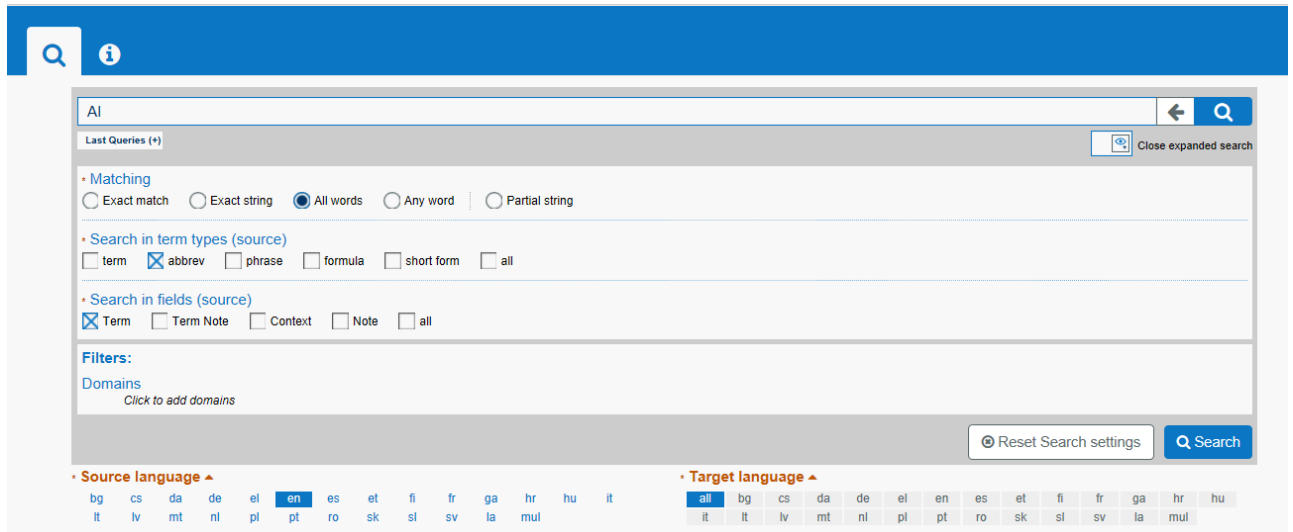 AI
Last Queries (+)
Close expanded search
* Matching
Exact match Exact string All words Any word Partial string
* Search in term types (source)
term abbrev phrase formula short form all
* Search in fields (source)
Term Term Note Context Note all
Filters:
Domains
Click to add domains
Reset Search settings Search
* Source language * Target language
bg cs da de el en es et fi fr ga hr hu it all bg cs da de el en es et fi fr ga hr hu
lt lv mt nl pl pt ro sk sl sv la mul it lt lv mt nl pl pt ro sk sl sv la mul